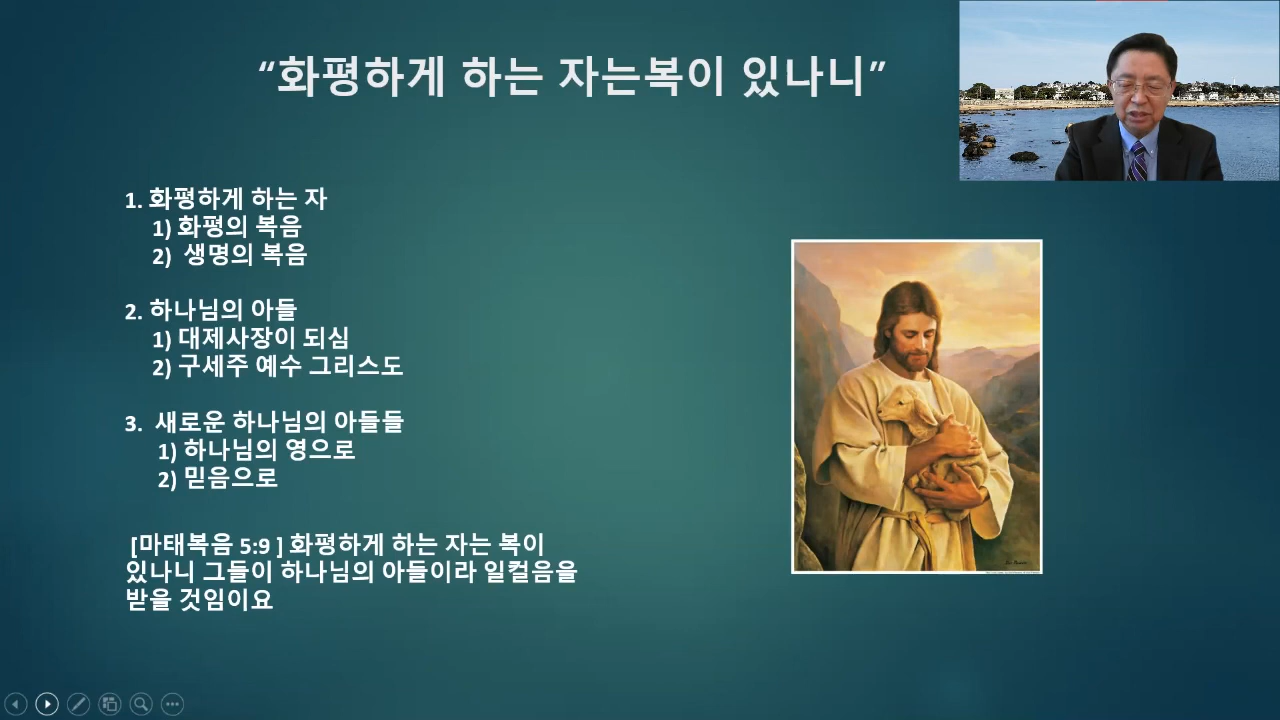 “화평하게 하는 자는복이 있나니”
1. 화평하게 하는 자
1) 화평의 복음
2) 생명의 복음
2. 하나님의 아들
1) 대제사장이 되심
2) 구세주 예수 그리스도
3. 새로운 하나님의 아들들
1) 하나님의 영으로
2) 믿음으로
[마태복음 5:9 ] 화평하게 하는 자는 복이
있나니 그들이 하나님의 아들이라 일컬음을
받을 것임이요